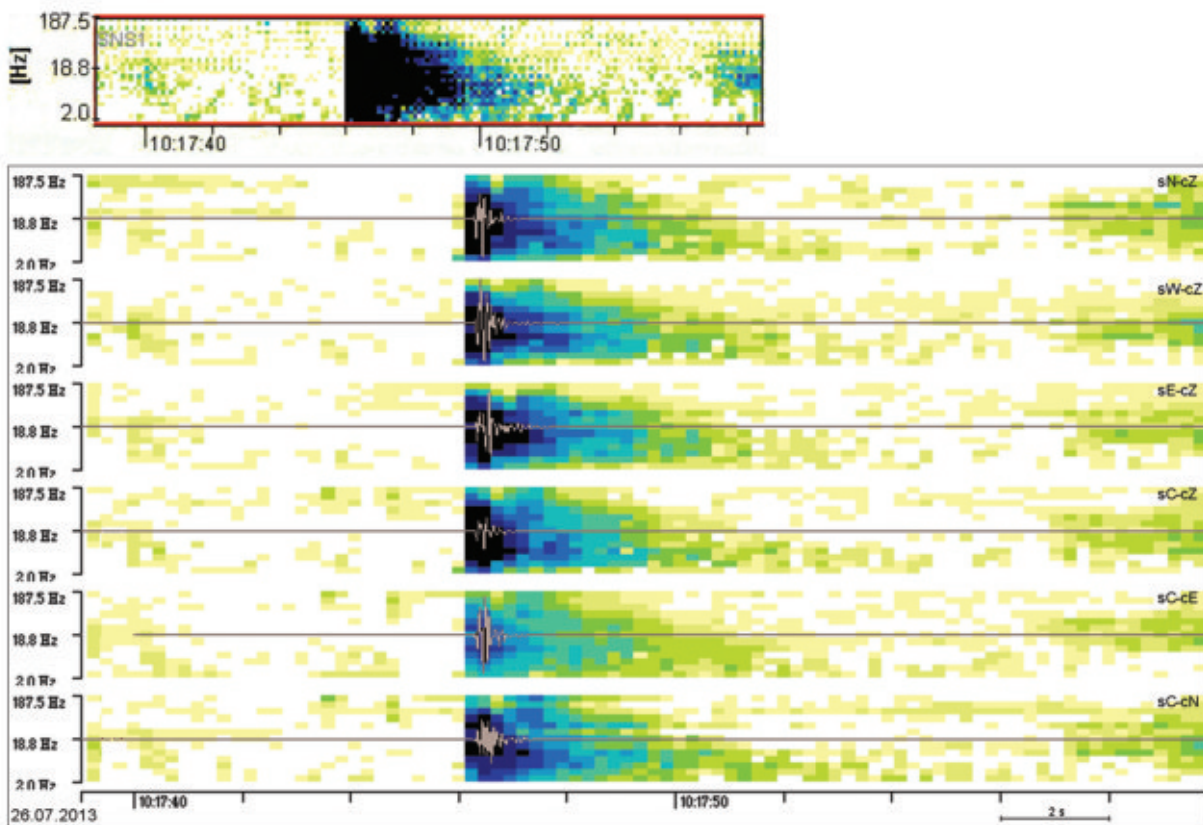 187.5
SNS1
[Hz]
18.8
2.0
10:17:40
10:17:50
187.5 Hz
sN-cZ
18.8 Hz
2.0 Hz
187.5 Hz
sW-cZ
18.8 Hz
2.0 Hz
187.5 Hz
sE-cZ
18.8 Hz
2.0 Hz
187.5 Hz
sC-cZ
18.8 Hz
2.0 Hz
187.5 Hz
sC-cE
18.8 Hz
2.0 Hz
187.5 Hz
sC-cN
18.8 Hz
2.0 Hz
10:17:40
10:17:50
26.07.2013
2 s